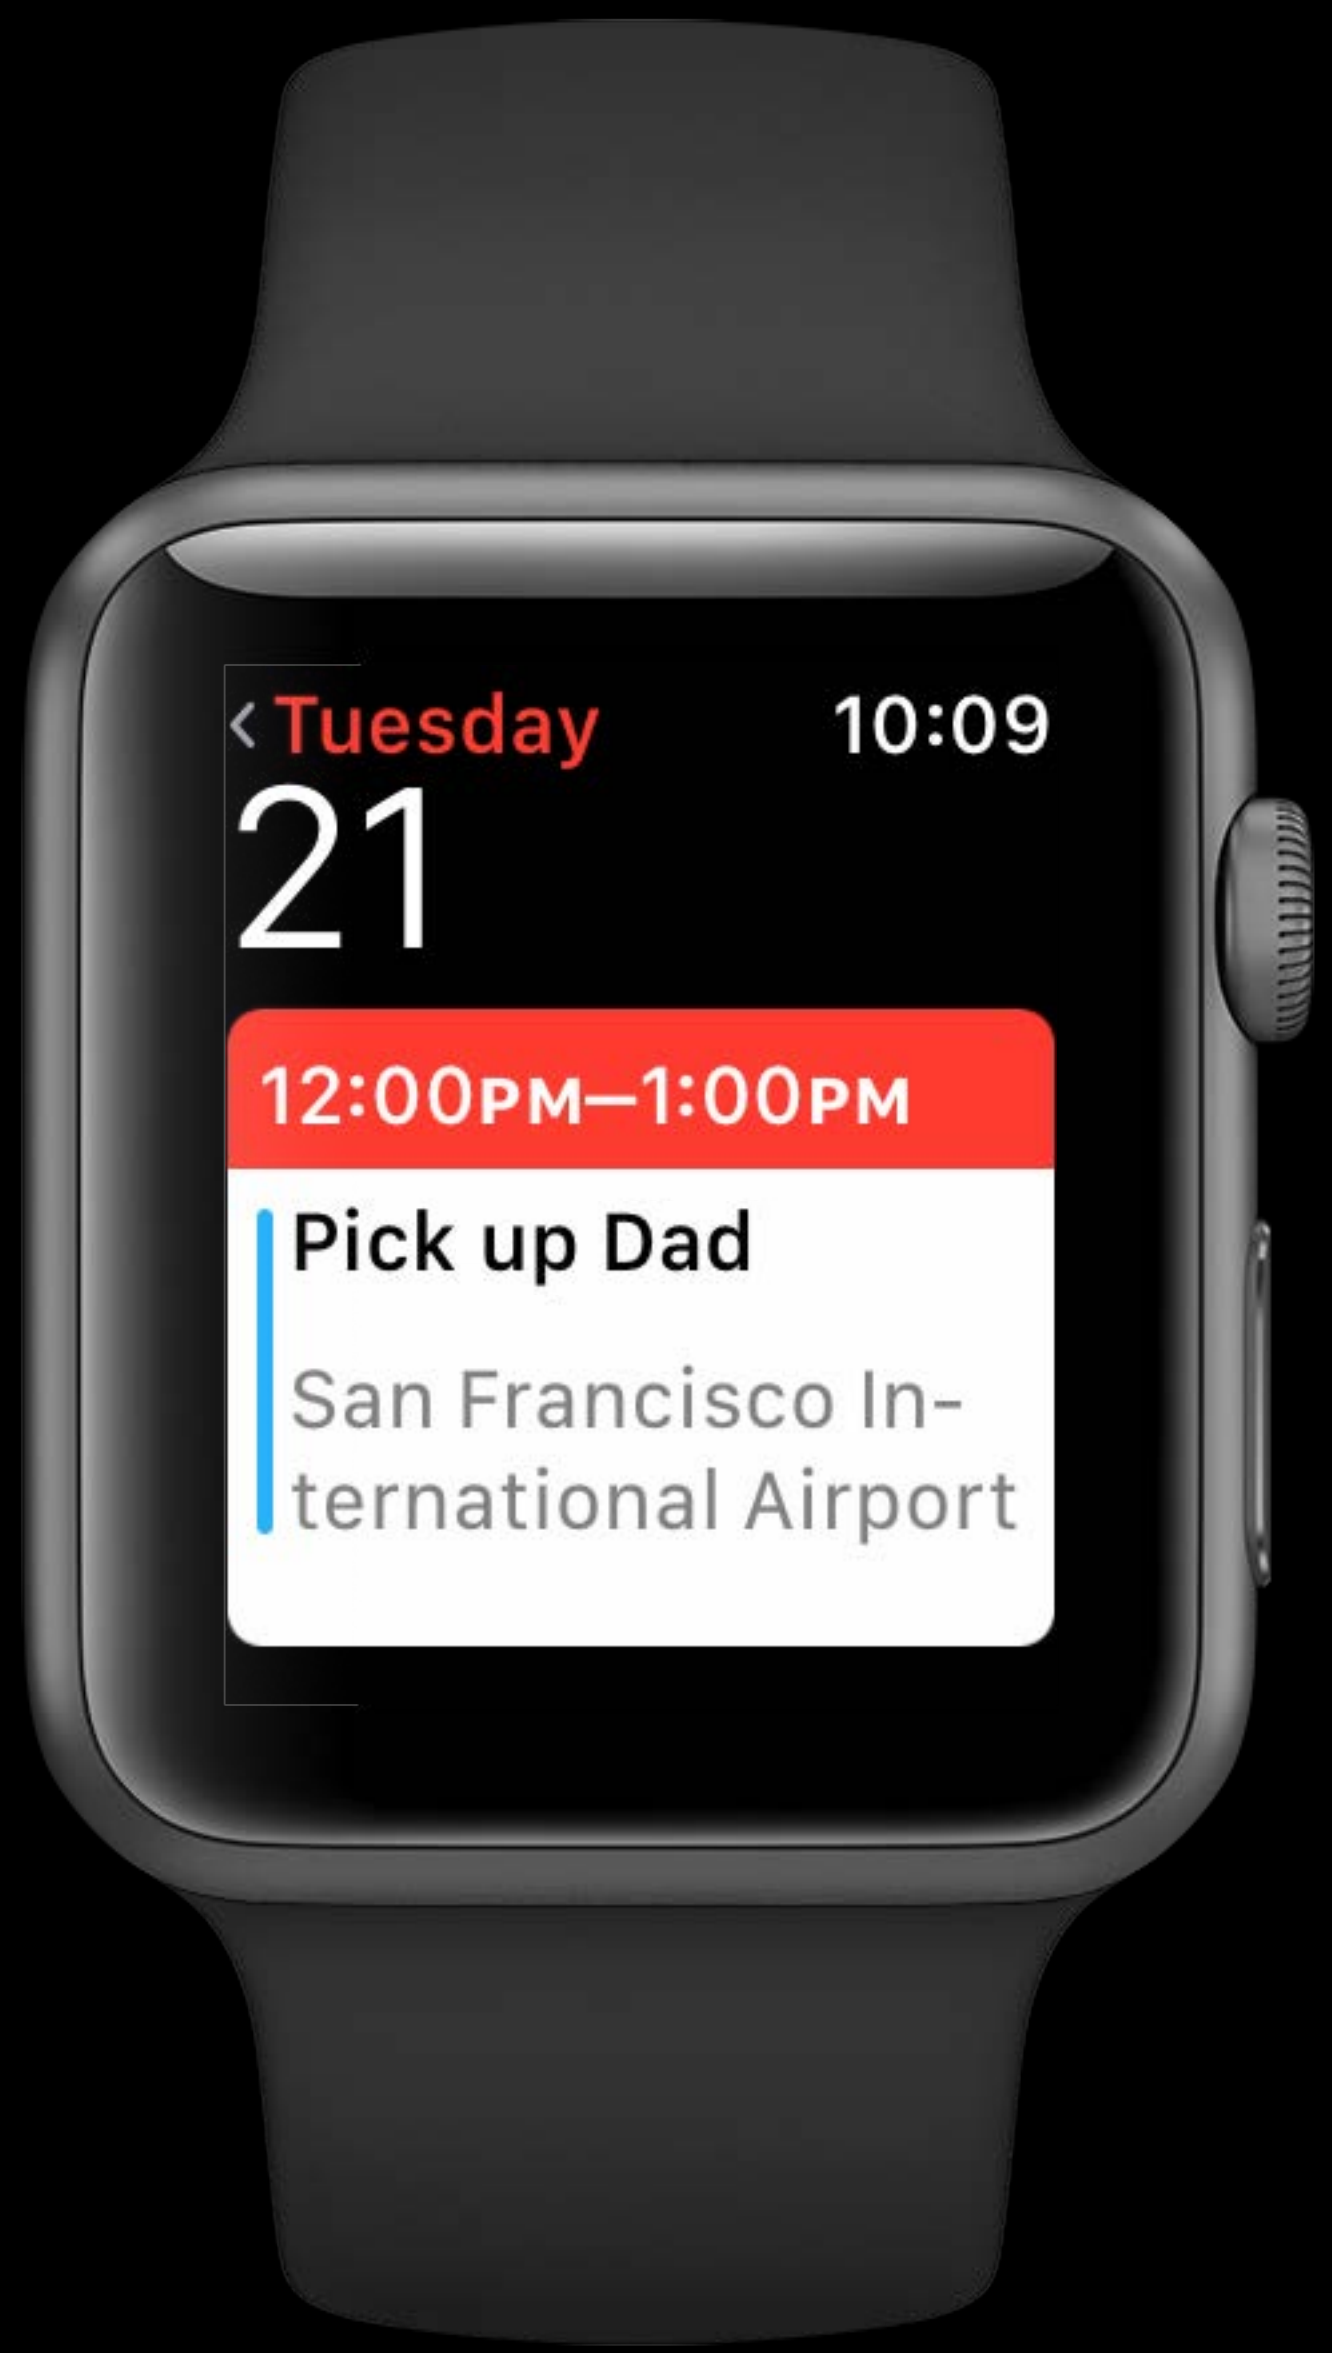 < Tuesday 10:09
21
12:00PM–1:00PM
Pick up Dad
San Francisco In-
ternational Airport